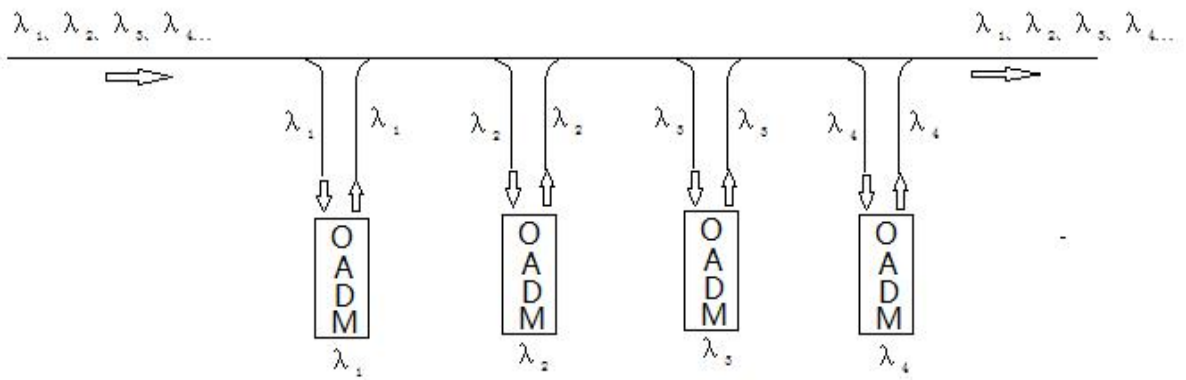 λ₁、λ₂、λ₃、λ₄... λ₁、λ₂、λ₃、λ₄...
λ₁ λ₁ λ₂ λ₂ λ₃ λ₃ λ₄ λ₄
OADM OADM OADM OADM
λ₁ λ₂ λ₃ λ₄